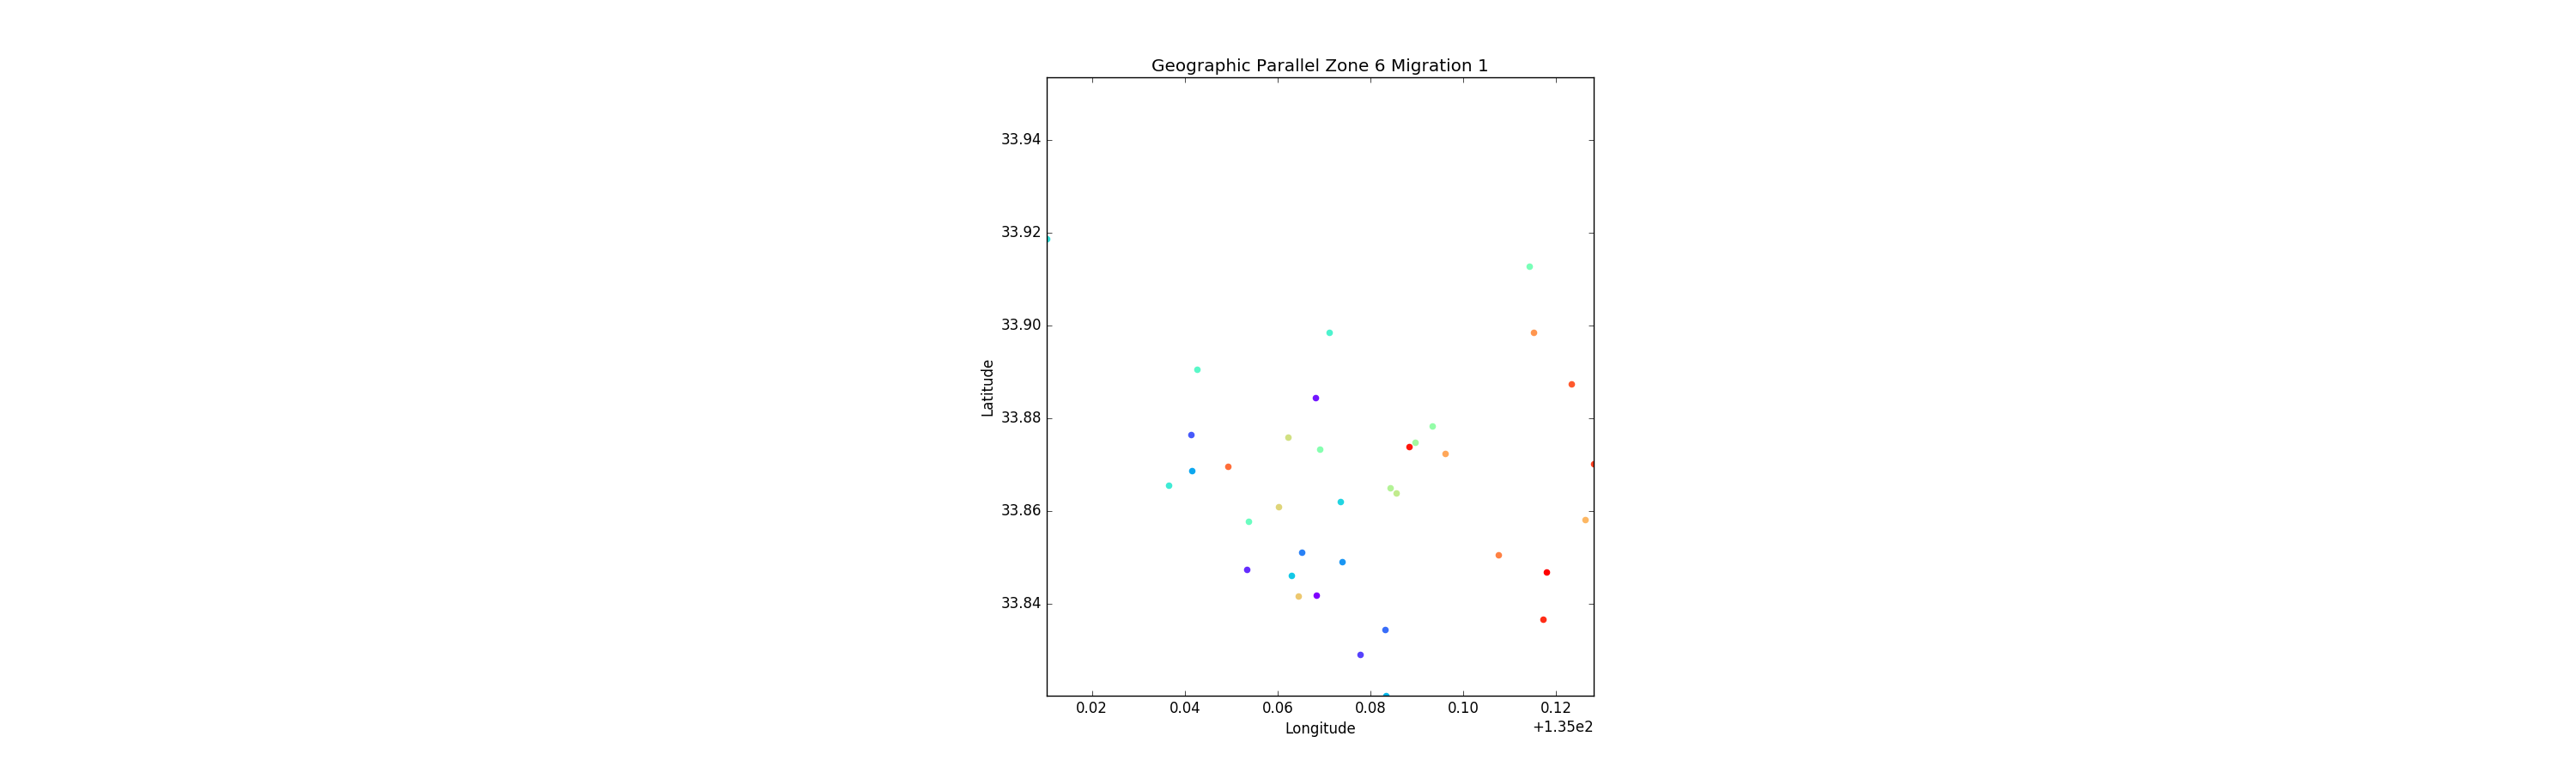 Geographic Parallel Zone 6 Migration 1
33.94
33.92
33.90
33.88
33.86
33.84
Latitude
0.02 0.04 0.06 0.08 0.10 0.12
+1.35e2
Longitude